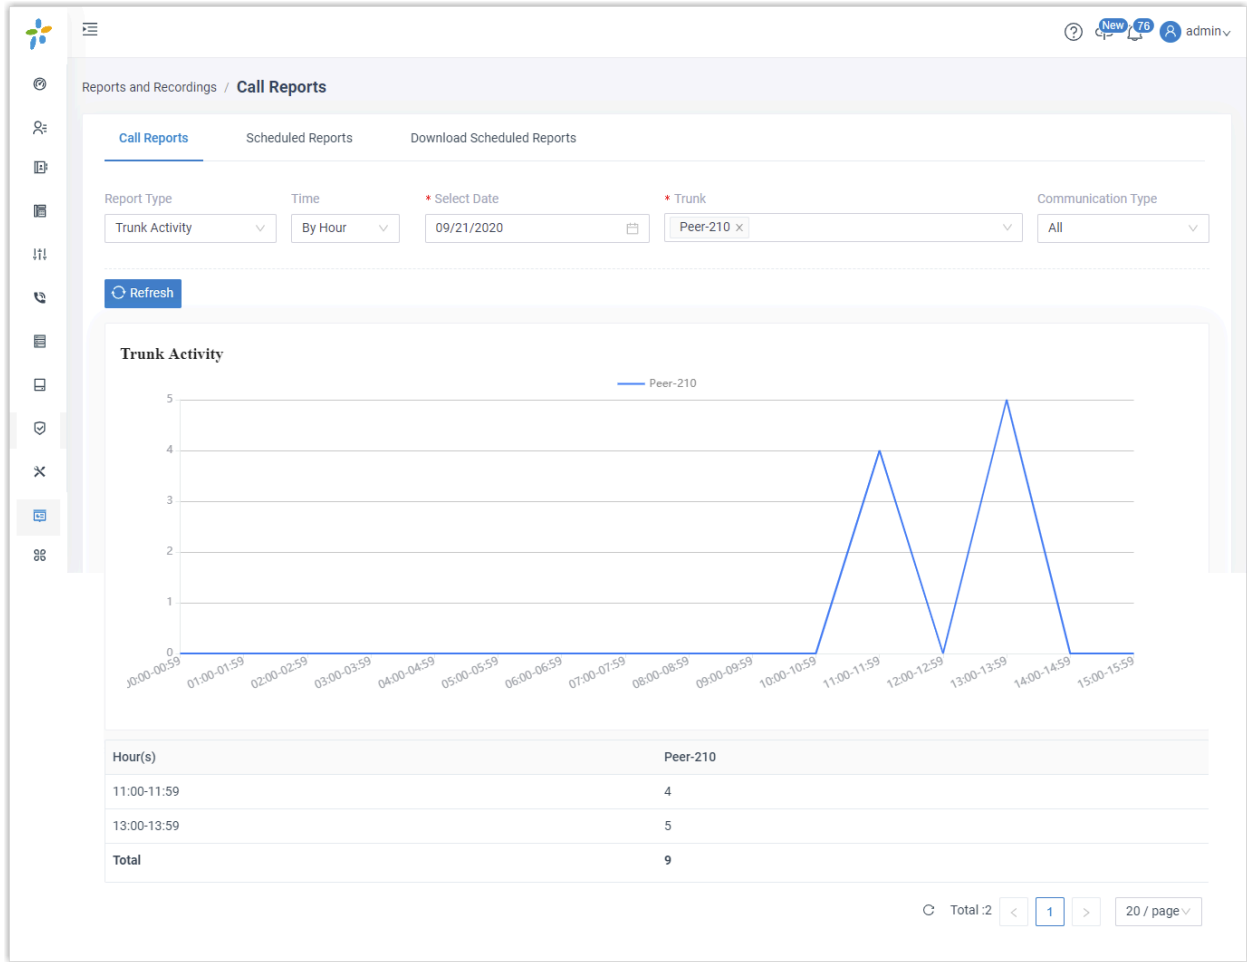 New 76 admin
Reports and Recordings / Call Reports
Call Reports Scheduled Reports Download Scheduled Reports
Report Type Time * Select Date * Trunk Communication Type
Trunk Activity By Hour 09/21/2020 Peer-210 × All
Refresh
Trunk Activity
Peer-210
5
4
3
2
1
0
00:00-00:59 01:00-01:59 02:00-02:59 03:00-03:59 04:00-04:59 05:00-05:59 06:00-06:59 07:00-07:59 08:00-08:59 09:00-09:59 10:00-10:59 11:00-11:59 12:00-12:59 13:00-13:59 14:00-14:59 15:00-15:59
Hour(s) Peer-210
11:00-11:59 4
13:00-13:59 5
Total 9
Total :2 < 1 > 20 / page